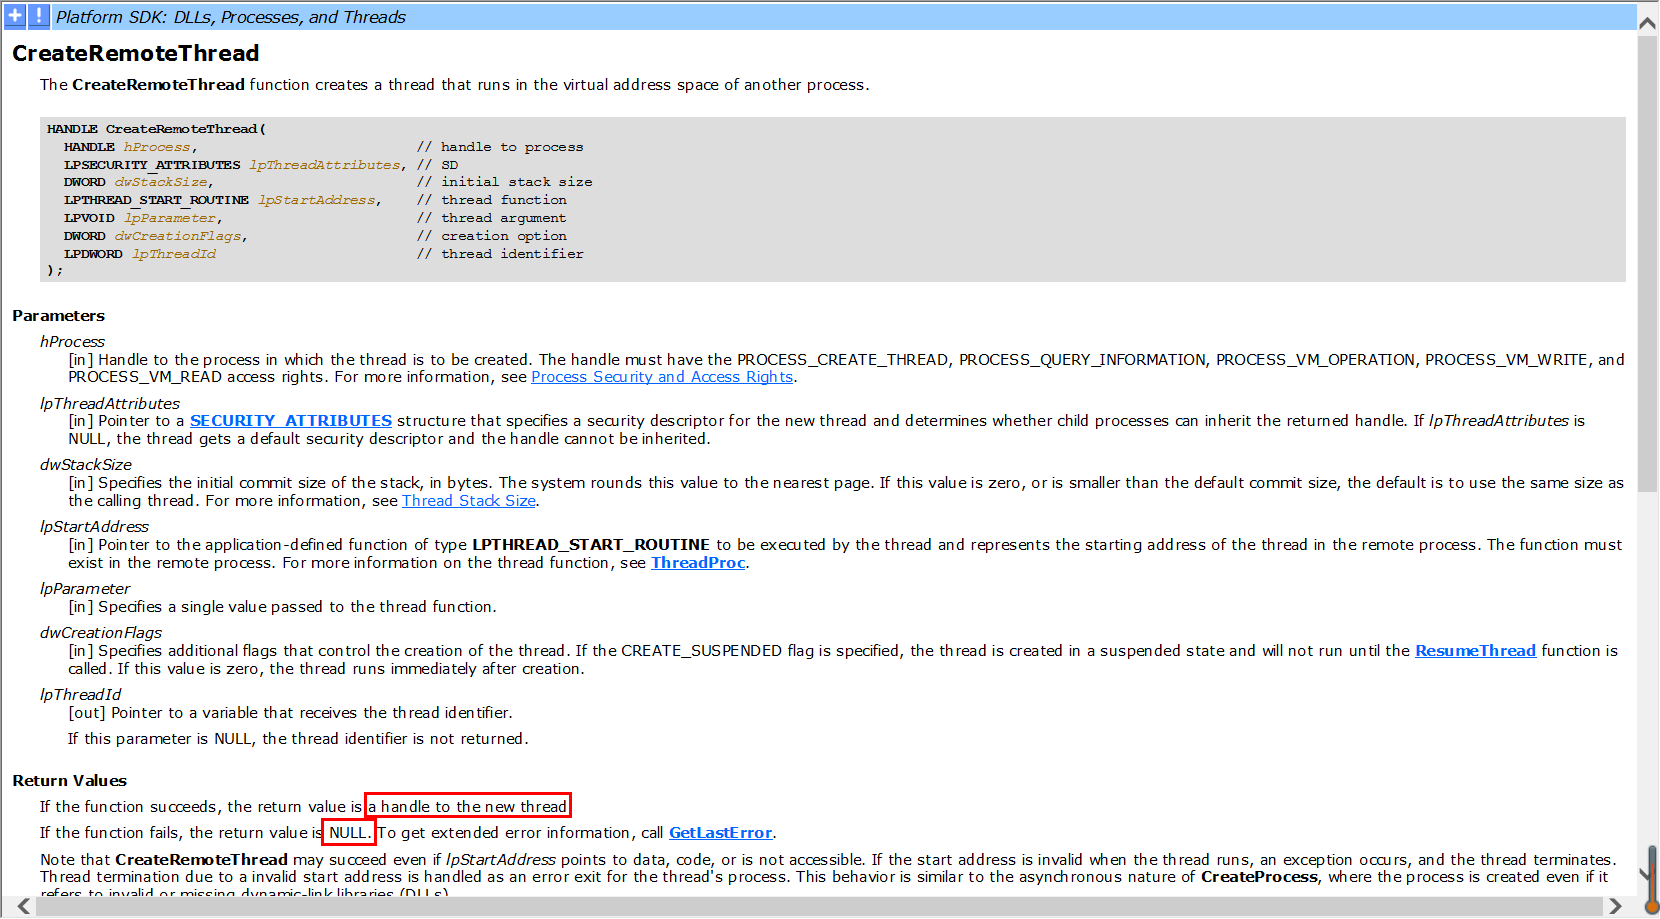 Platform SDK: DLLs, Processes, and Threads
CreateRemoteThread
The CreateRemoteThread function creates a thread that runs in the virtual address space of another process.
HANDLE CreateRemoteThread(
HANDLE hProcess, // handle to process
LPSECURITY_ATTRIBUTES lpThreadAttributes, // SD
DWORD dwStackSize, // initial stack size
LPTHREAD_START_ROUTINE lpStartAddress, // thread function
LPVOID lpParameter, // thread argument
DWORD dwCreationFlags, // creation option
LPDWORD lpThreadId // thread identifier
);
Parameters
hProcess
[in] Handle to the process in which the thread is to be created. The handle must have the PROCESS_CREATE_THREAD, PROCESS_QUERY_INFORMATION, PROCESS_VM_OPERATION, PROCESS_VM_WRITE, and
PROCESS_VM_READ access rights. For more information, see Process Security and Access Rights.
lpThreadAttributes
[in] Pointer to a SECURITY_ATTRIBUTES structure that specifies a security descriptor for the new thread and determines whether child processes can inherit the returned handle. If lpThreadAttributes is
NULL, the thread gets a default security descriptor and the handle cannot be inherited.
dwStackSize
[in] Specifies the initial commit size of the stack, in bytes. The system rounds this value to the nearest page. If this value is zero, or is smaller than the default commit size, the default is to use the same size as
the calling thread. For more information, see Thread Stack Size.
lpStartAddress
[in] Pointer to the application-defined function of type LPTHREAD_START_ROUTINE to be executed by the thread and represents the starting address of the thread in the remote process. The function must
exist in the remote process. For more information on the thread function, see ThreadProc.
lpParameter
[in] Specifies a single value passed to the thread function.
dwCreationFlags
[in] Specifies additional flags that control the creation of the thread. If the CREATE_SUSPENDED flag is specified, the thread is created in a suspended state and will not run until the ResumeThread function is
called. If this value is zero, the thread runs immediately after creation.
lpThreadId
[out] Pointer to a variable that receives the thread identifier.
If this parameter is NULL, the thread identifier is not returned.
Return Values
If the function succeeds, the return value is a handle to the new thread
If the function fails, the return value is NULL. To get extended error information, call GetLastError.
Note that CreateRemoteThread may succeed even if lpStartAddress points to data, code, or is not accessible. If the start address is invalid when the thread runs, an exception occurs, and the thread terminates.
Thread termination due to a invalid start address is handled as an error exit for the thread's process. This behavior is similar to the asynchronous nature of CreateProcess, where the process is created even if it
refers to invalid or missing dynamic-link libraries (DLLs)